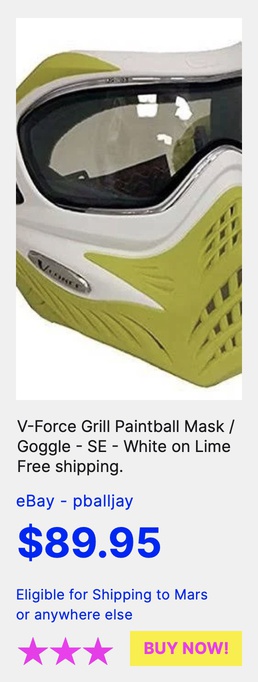 V-FORCE
V-Force Grill Paintball Mask /
Goggle - SE - White on Lime
Free shipping.
eBay - pballjay
$89.95
Eligible for Shipping to Mars
or anywhere else
BUY NOW!